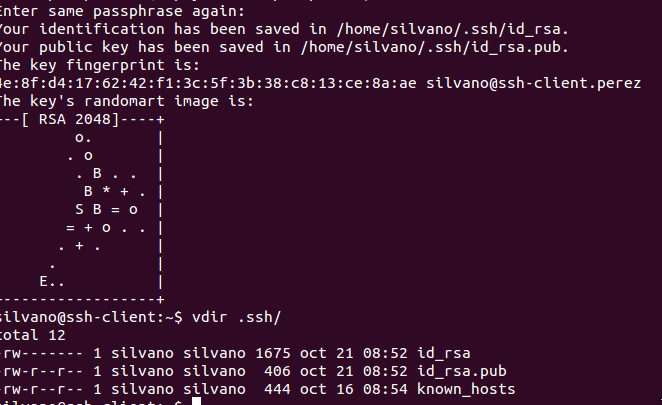 Enter same passphrase again:
Your identification has been saved in /home/silvano/.ssh/id_rsa.
Your public key has been saved in /home/silvano/.ssh/id_rsa.pub.
The key fingerprint is:
4e:8f:d4:17:62:42:f1:3c:5f:3b:38:c8:13:ce:8a:ae silvano@ssh-client.perez
The key's randomart image is:
---[ RSA 2048]----+
         o.        |
        . o        |
         . B . .   |
          B * + .  |
         S B = o   |
        = + o . .  |
       . + .       |
      .            |
     E..           |
------------------+
silvano@ssh-client:~$ vdir .ssh/
total 12
-rw------- 1 silvano silvano 1675 oct 21 08:52 id_rsa
-rw-r--r-- 1 silvano silvano  406 oct 21 08:52 id_rsa.pub
-rw-r--r-- 1 silvano silvano  444 oct 16 08:54 known_hosts
silvano@ssh-client:~$